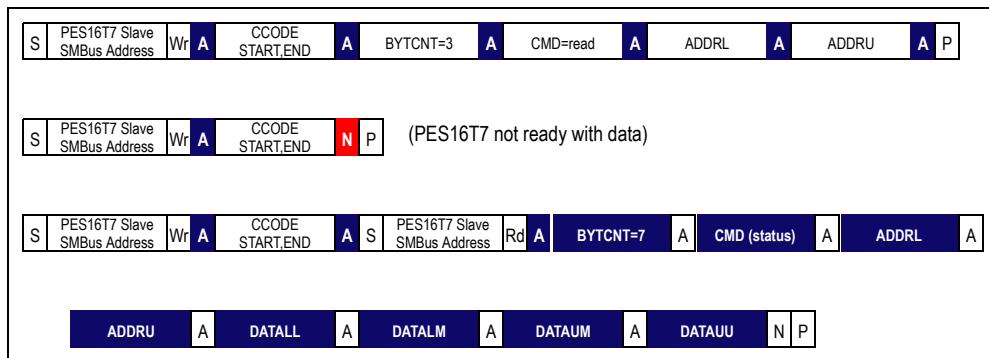 S PES16T7 Slave SMBus Address Wr A CCODE START,END A BYTCNT=3 A CMD=read A ADDRL A ADDRU A P
S PES16T7 Slave SMBus Address Wr A CCODE START,END N P (PES16T7 not ready with data)
S PES16T7 Slave SMBus Address Wr A CCODE START,END A S PES16T7 Slave SMBus Address Rd A BYTCNT=7 A CMD (status) A ADDRL A
ADDRU A DATALL A DATALM A DATAUM A DATAUU N P